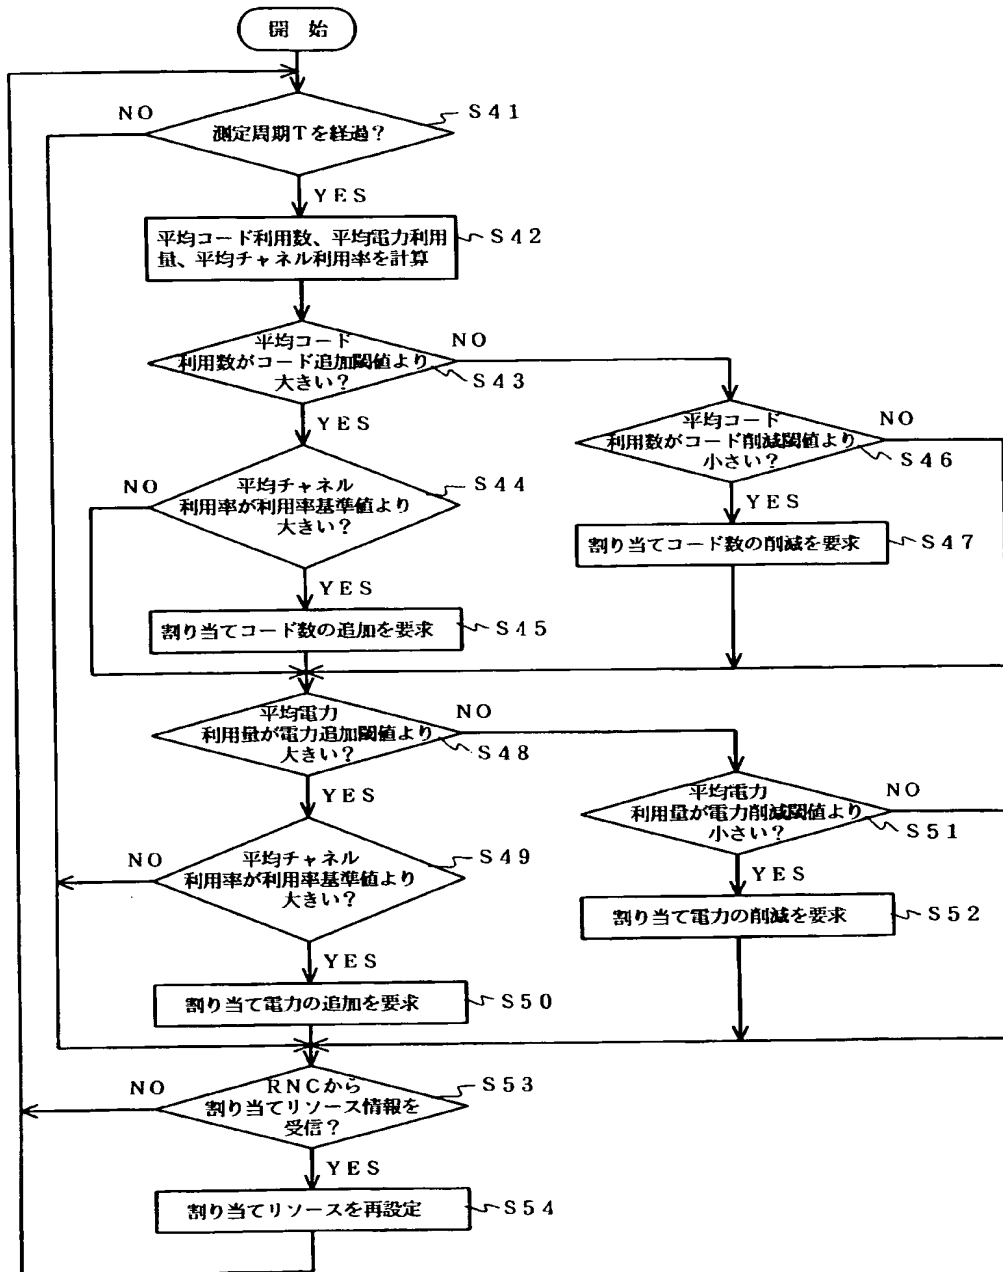 開 始
NO
測定周期Tを経過?
S41
YES
平均コード利用数、平均電力利用
量、平均チャネル利用率を計算
S42
平均コード
利用数がコード追加閾値より
大きい?
NO
S43
YES
平均コード
利用数がコード削減閾値より
小さい?
NO
S46
NO
平均チャネル
利用率が利用率基準値より
大きい?
S44
YES
割り当てコード数の削減を要求
S47
YES
割り当てコード数の追加を要求
S45
平均電力
利用量が電力追加閾値より
大きい?
NO
S48
YES
平均電力
利用量が電力削減閾値より
小さい?
NO
S51
NO
平均チャネル
利用率が利用率基準値より
大きい?
S49
YES
割り当て電力の削減を要求
S52
YES
割り当て電力の追加を要求
S50
NO
RNCから
割り当てリソース情報を
受信?
S53
YES
割り当てリソースを再設定
S54